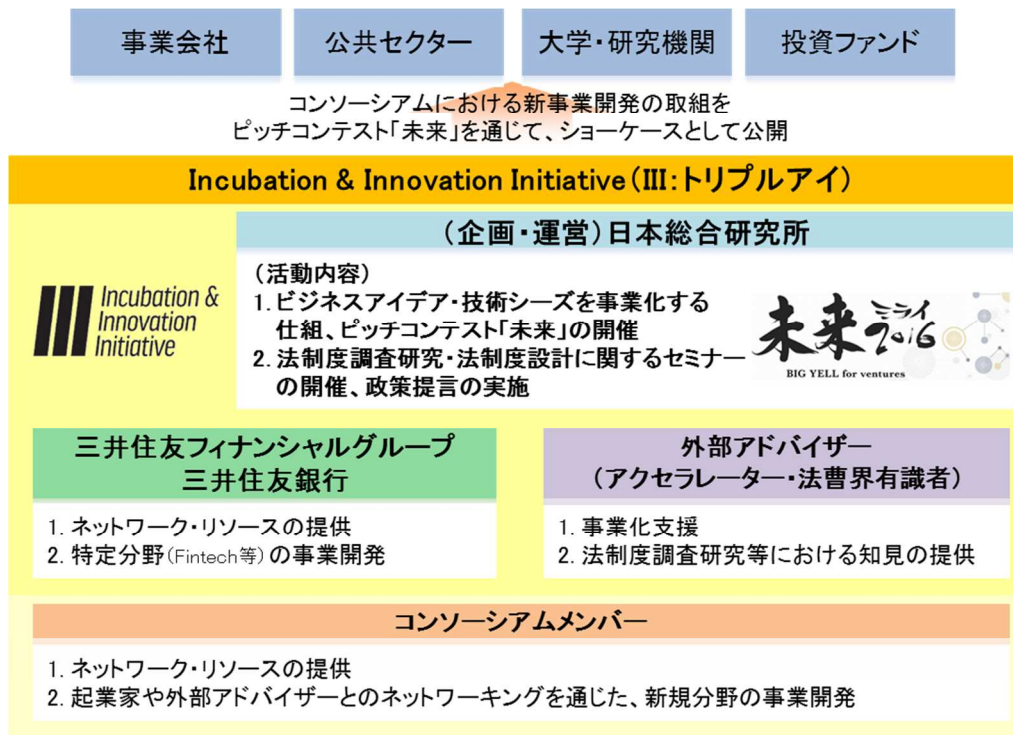 事業会社
公共セクター
大学・研究機関
投資ファンド
コンソーシアムにおける新事業開発の取組を
ピッチコンテスト「未来」を通じて、ショーケースとして公開
Incubation & Innovation Initiative(III:トリプルアイ)
(企画・運営)日本総合研究所
Incubation &
Innovation
Initiative
(活動内容)
1. ビジネスアイデア・技術シーズを事業化する
仕組、ピッチコンテスト「未来」の開催
2. 法制度調査研究・法制度設計に関するセミナー
の開催、政策提言の実施
未来
ミライ
2016
BIG YELL for ventures
三井住友フィナンシャルグループ
三井住友銀行
1. ネットワーク・リソースの提供
2. 特定分野(Fintech等)の事業開発
外部アドバイザー
(アクセラレーター・法曹界有識者)
1. 事業化支援
2. 法制度調査研究等における知見の提供
コンソーシアムメンバー
1. ネットワーク・リソースの提供
2. 起業家や外部アドバイザーとのネットワーキングを通じた、新規分野の事業開発